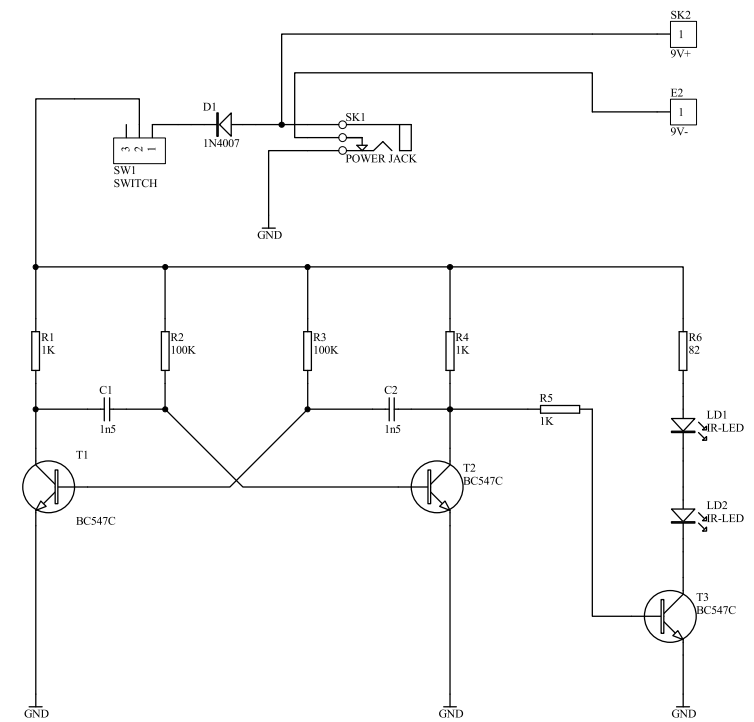 SK2
1
9V+
E2
1
9V-
D1
1N4007
SK1
POWER JACK
3 2 1
SW1
SWITCH
GND
R1
1K
R2
100K
R3
100K
R4
1K
R6
82
C1
1n5
C2
1n5
R5
1K
LD1
IR-LED
T1
BC547C
T2
BC547C
LD2
IR-LED
T3
BC547C
GND
GND
GND